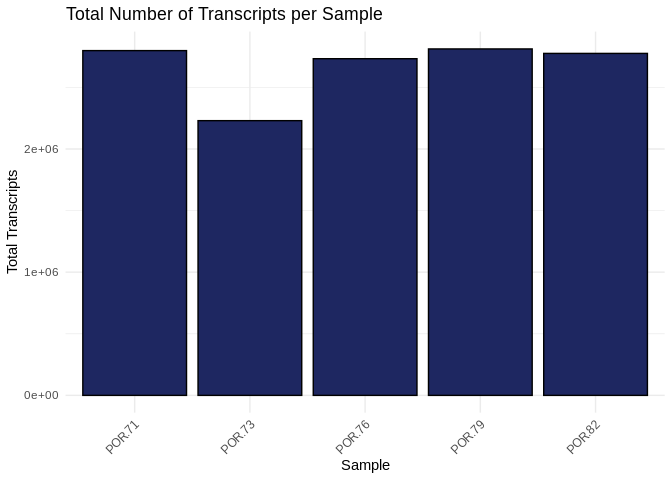 Total Number of Transcripts per Sample
Total Transcripts
2e+06
1e+06
0e+00
POR.71
POR.73
POR.76
POR.79
POR.82
Sample